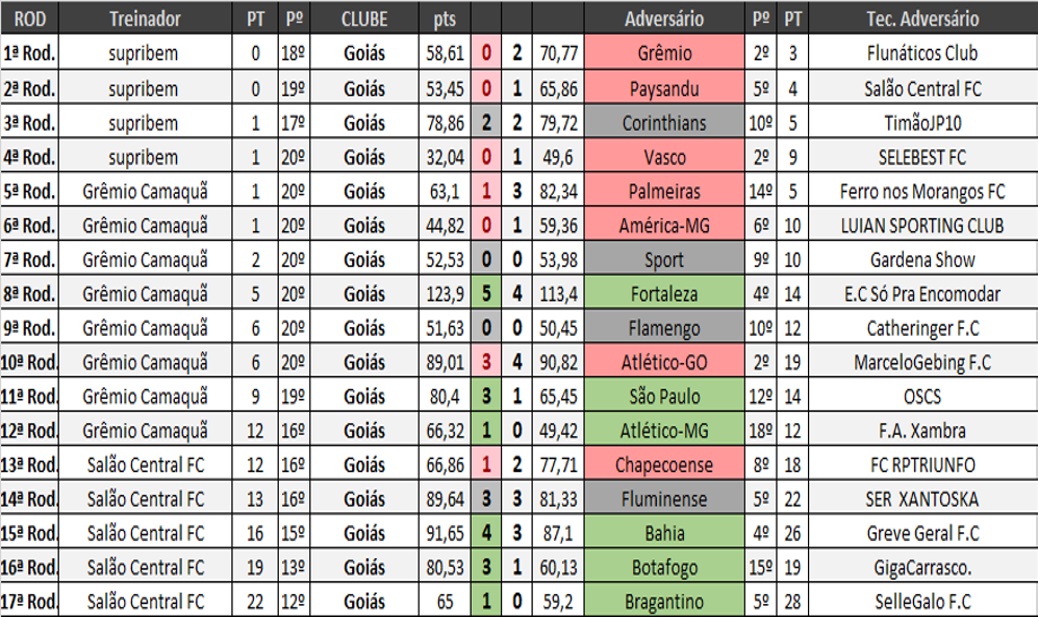 ROD Treinador PT Pº CLUBE pts Adversário Pº PT Tec. Adversário
1ª Rod. supribem 0 18º Goiás 58,61 0 2 70,77 Grêmio 2º 3 Flunáticos Club
2ª Rod. supribem 0 19º Goiás 53,45 0 1 65,86 Paysandu 5º 4 Salão Central FC
3ª Rod. supribem 1 17º Goiás 78,86 2 2 79,72 Corinthians 10º 5 TimãoJP10
4ª Rod. supribem 1 20º Goiás 32,04 0 1 49,6 Vasco 2º 9 SELEBEST FC
5ª Rod. Grêmio Camaquã 1 20º Goiás 63,1 1 3 82,34 Palmeiras 14º 5 Ferro nos Morangos FC
6ª Rod. Grêmio Camaquã 1 20º Goiás 44,82 0 1 59,36 América-MG 6º 10 LUIAN SPORTING CLUB
7ª Rod. Grêmio Camaquã 2 20º Goiás 52,53 0 0 53,98 Sport 9º 10 Gardena Show
8ª Rod. Grêmio Camaquã 5 20º Goiás 123,9 5 4 113,4 Fortaleza 4º 14 E.C Só Pra Encomodar
9ª Rod. Grêmio Camaquã 6 20º Goiás 51,63 0 0 50,45 Flamengo 10º 12 Catheringer F.C
10ª Rod. Grêmio Camaquã 6 20º Goiás 89,01 3 4 90,82 Atlético-GO 2º 19 MarceloGebing F.C
11ª Rod. Grêmio Camaquã 9 19º Goiás 80,4 3 1 65,45 São Paulo 12º 14 OSCS
12ª Rod. Grêmio Camaquã 12 16º Goiás 66,32 1 0 49,42 Atlético-MG 18º 12 F.A. Xambra
13ª Rod. Salão Central FC 12 16º Goiás 66,86 1 2 77,71 Chapecoense 8º 18 FC RPTRIUNFO
14ª Rod. Salão Central FC 13 16º Goiás 89,64 3 3 81,33 Fluminense 5º 22 SER XANTOSKA
15ª Rod. Salão Central FC 16 15º Goiás 91,65 4 3 87,1 Bahia 4º 26 Greve Geral F.C
16ª Rod. Salão Central FC 19 13º Goiás 80,53 3 1 60,13 Botafogo 15º 19 GigaCarrasco.
17ª Rod. Salão Central FC 22 12º Goiás 65 1 0 59,2 Bragantino 5º 28 SelleGalo F.C